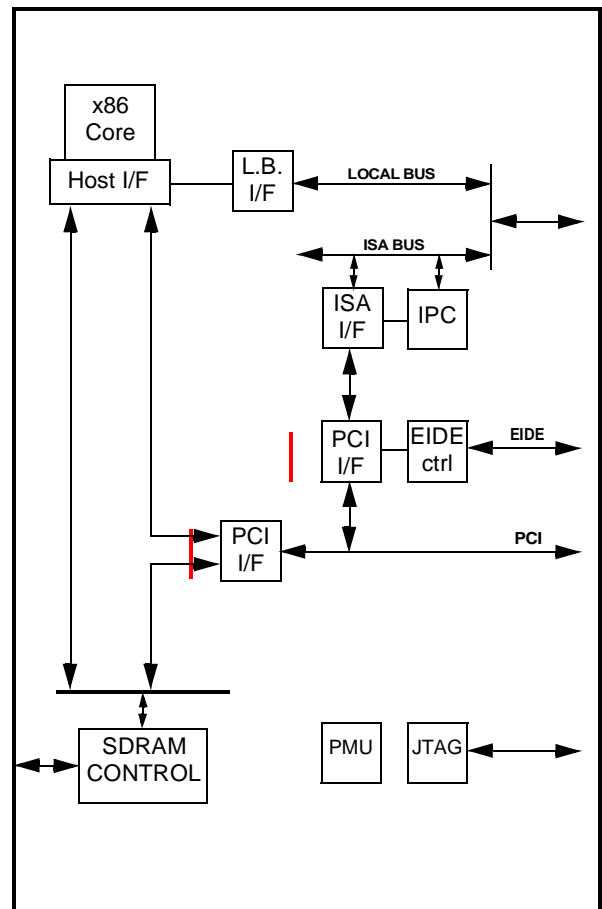 x86
Core
Host I/F
L.B.
I/F
LOCAL BUS
ISA BUS
ISA
I/F
IPC
PCI
I/F
EIDE
ctrl
EIDE
PCI
I/F
PCI
SDRAM
CONTROL
PMU
JTAG